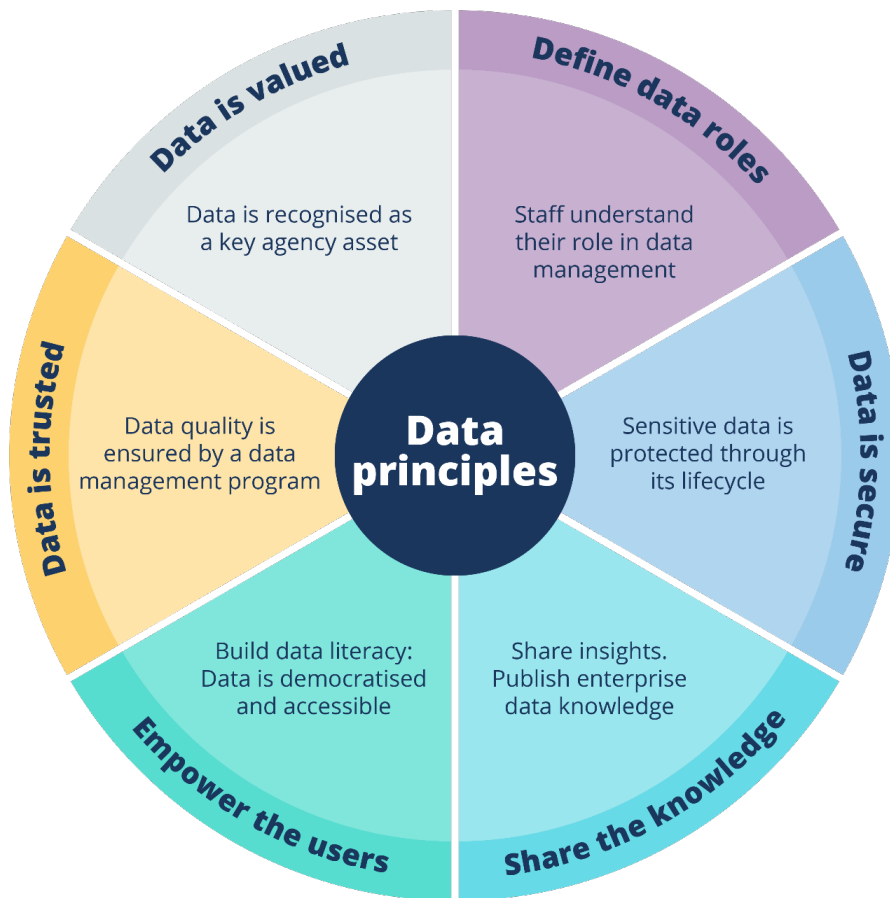 Data is valued
Data is recognised as
a key agency asset
Define data roles
Staff understand
their role in data
management
Data is secure
Sensitive data is
protected through
its lifecycle
Share the knowledge
Share insights.
Publish enterprise
data knowledge
Empower the users
Build data literacy:
Data is democratised
and accessible
Data is trusted
Data quality is
ensured by a data
management program
Data
principles